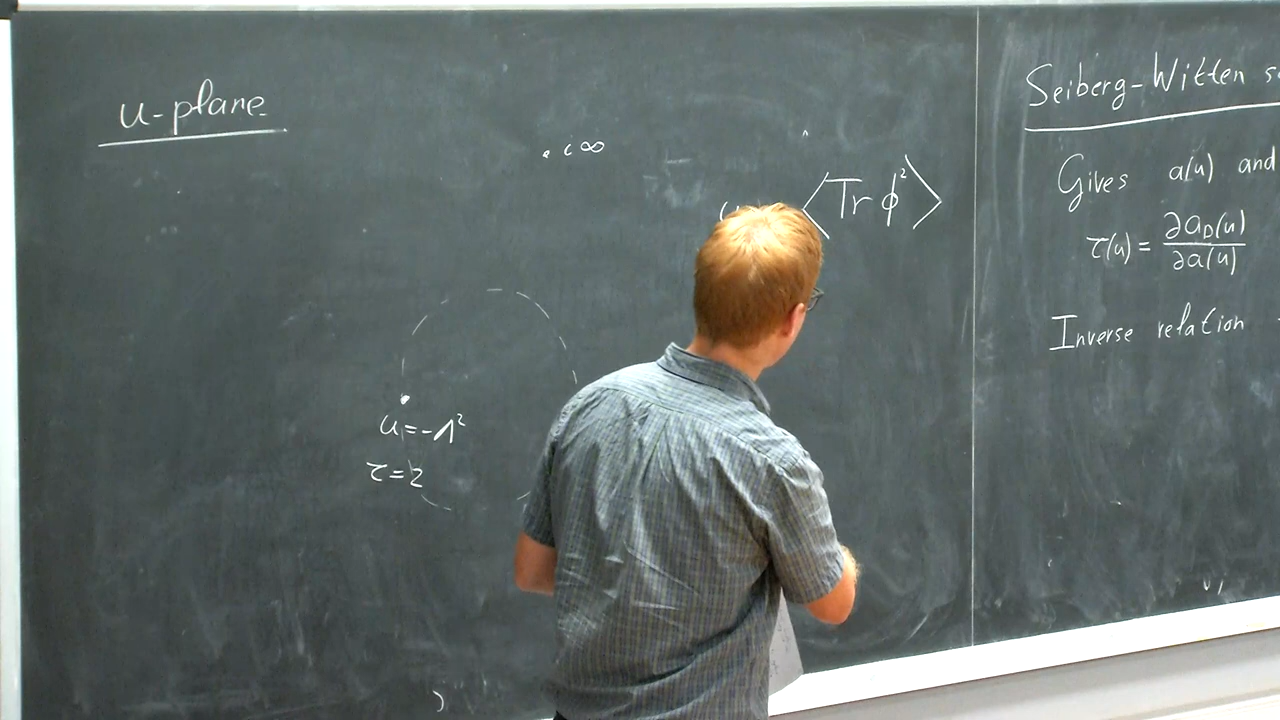 u-plane
i∞
⟨Tr ϕ²⟩
u=-Λ²
τ=2
Seiberg-Witten
Gives a(u) and
τ(u) = ∂a_D(u)/∂a(u)
Inverse relation